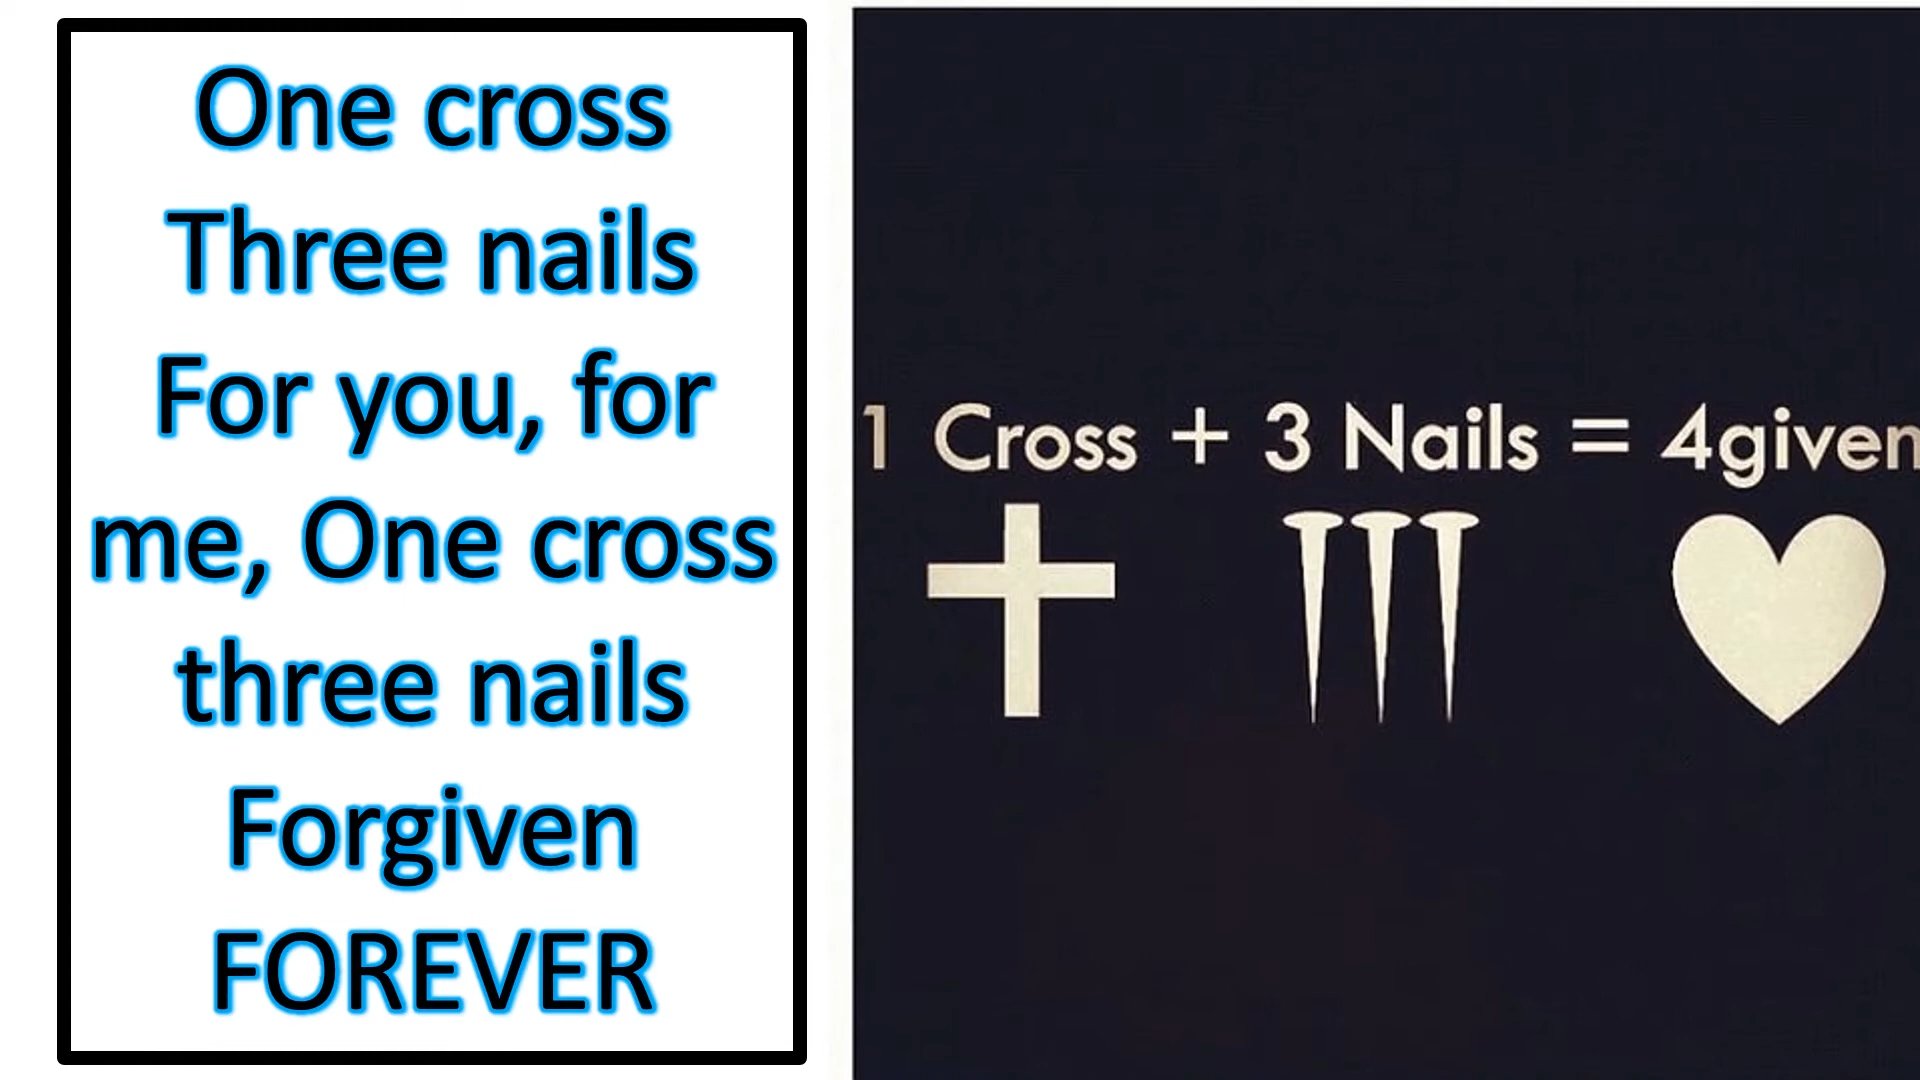 One cross
Three nails
For you, for
me, One cross
three nails
Forgiven
FOREVER
1 Cross + 3 Nails = 4given